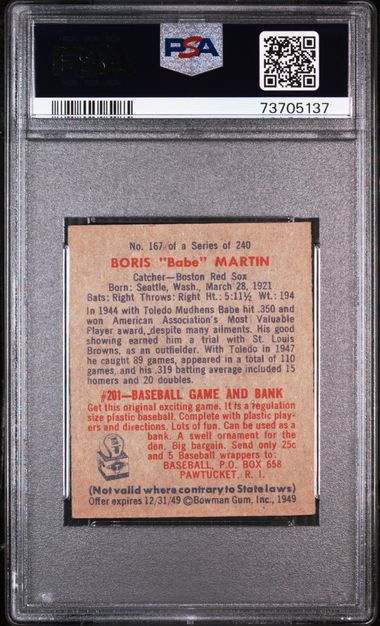 PSA
PSA
73705137
No. 167 of a Series of 240
BORIS "Babe" MARTIN
Catcher—Boston Red Sox
Born: Seattle, Wash., March 28, 1921
Bats: Right Throws: Right Ht.: 5:11½ Wt.: 194
In 1944 with Toledo Mudhens Babe hit .350 and
won American Association's Most Valuable
Player award, despite many ailments. His good
showing earned him a trial with St. Louis
Browns, as an outfielder. With Toledo in 1947
he caught 89 games, appeared in a total of 110
games, and his .319 batting average included 15
homers and 20 doubles.
#201—BASEBALL GAME AND BANK
Get this original exciting game. It is a regulation
size plastic baseball. Complete with plastic play-
ers and directions. Lots of fun. Can be used as a
bank. A swell ornament for the
den. Big bargain. Send only 25c
and 5 Baseball wrappers to:
BASEBALL, P.O. BOX 658
PAWTUCKET, R. I.
(Not valid where contrary to State laws)
Offer expires 12/31/49 ©Bowman Gum, Inc., 1949